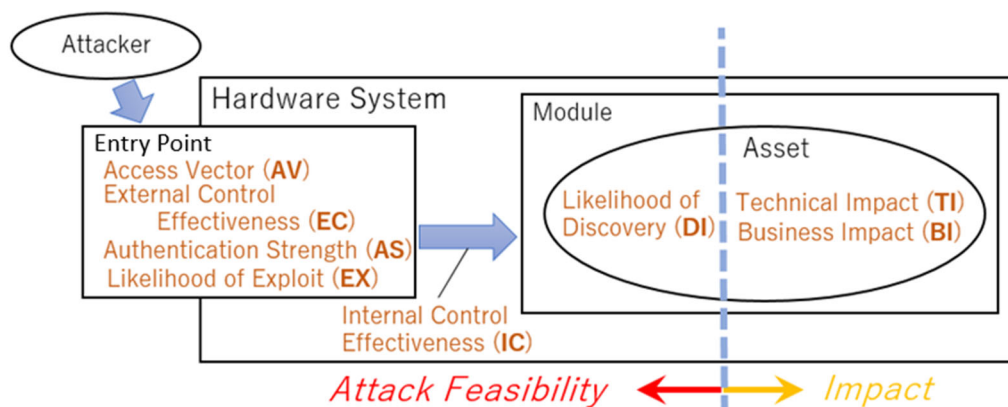 Attacker
Hardware System
Module
Entry Point
Access Vector (AV)
External Control
Effectiveness (EC)
Authentication Strength (AS)
Likelihood of Exploit (EX)
Asset
Likelihood of
Discovery (DI)
Technical Impact (TI)
Business Impact (BI)
Internal Control
Effectiveness (IC)
Attack Feasibility
Impact